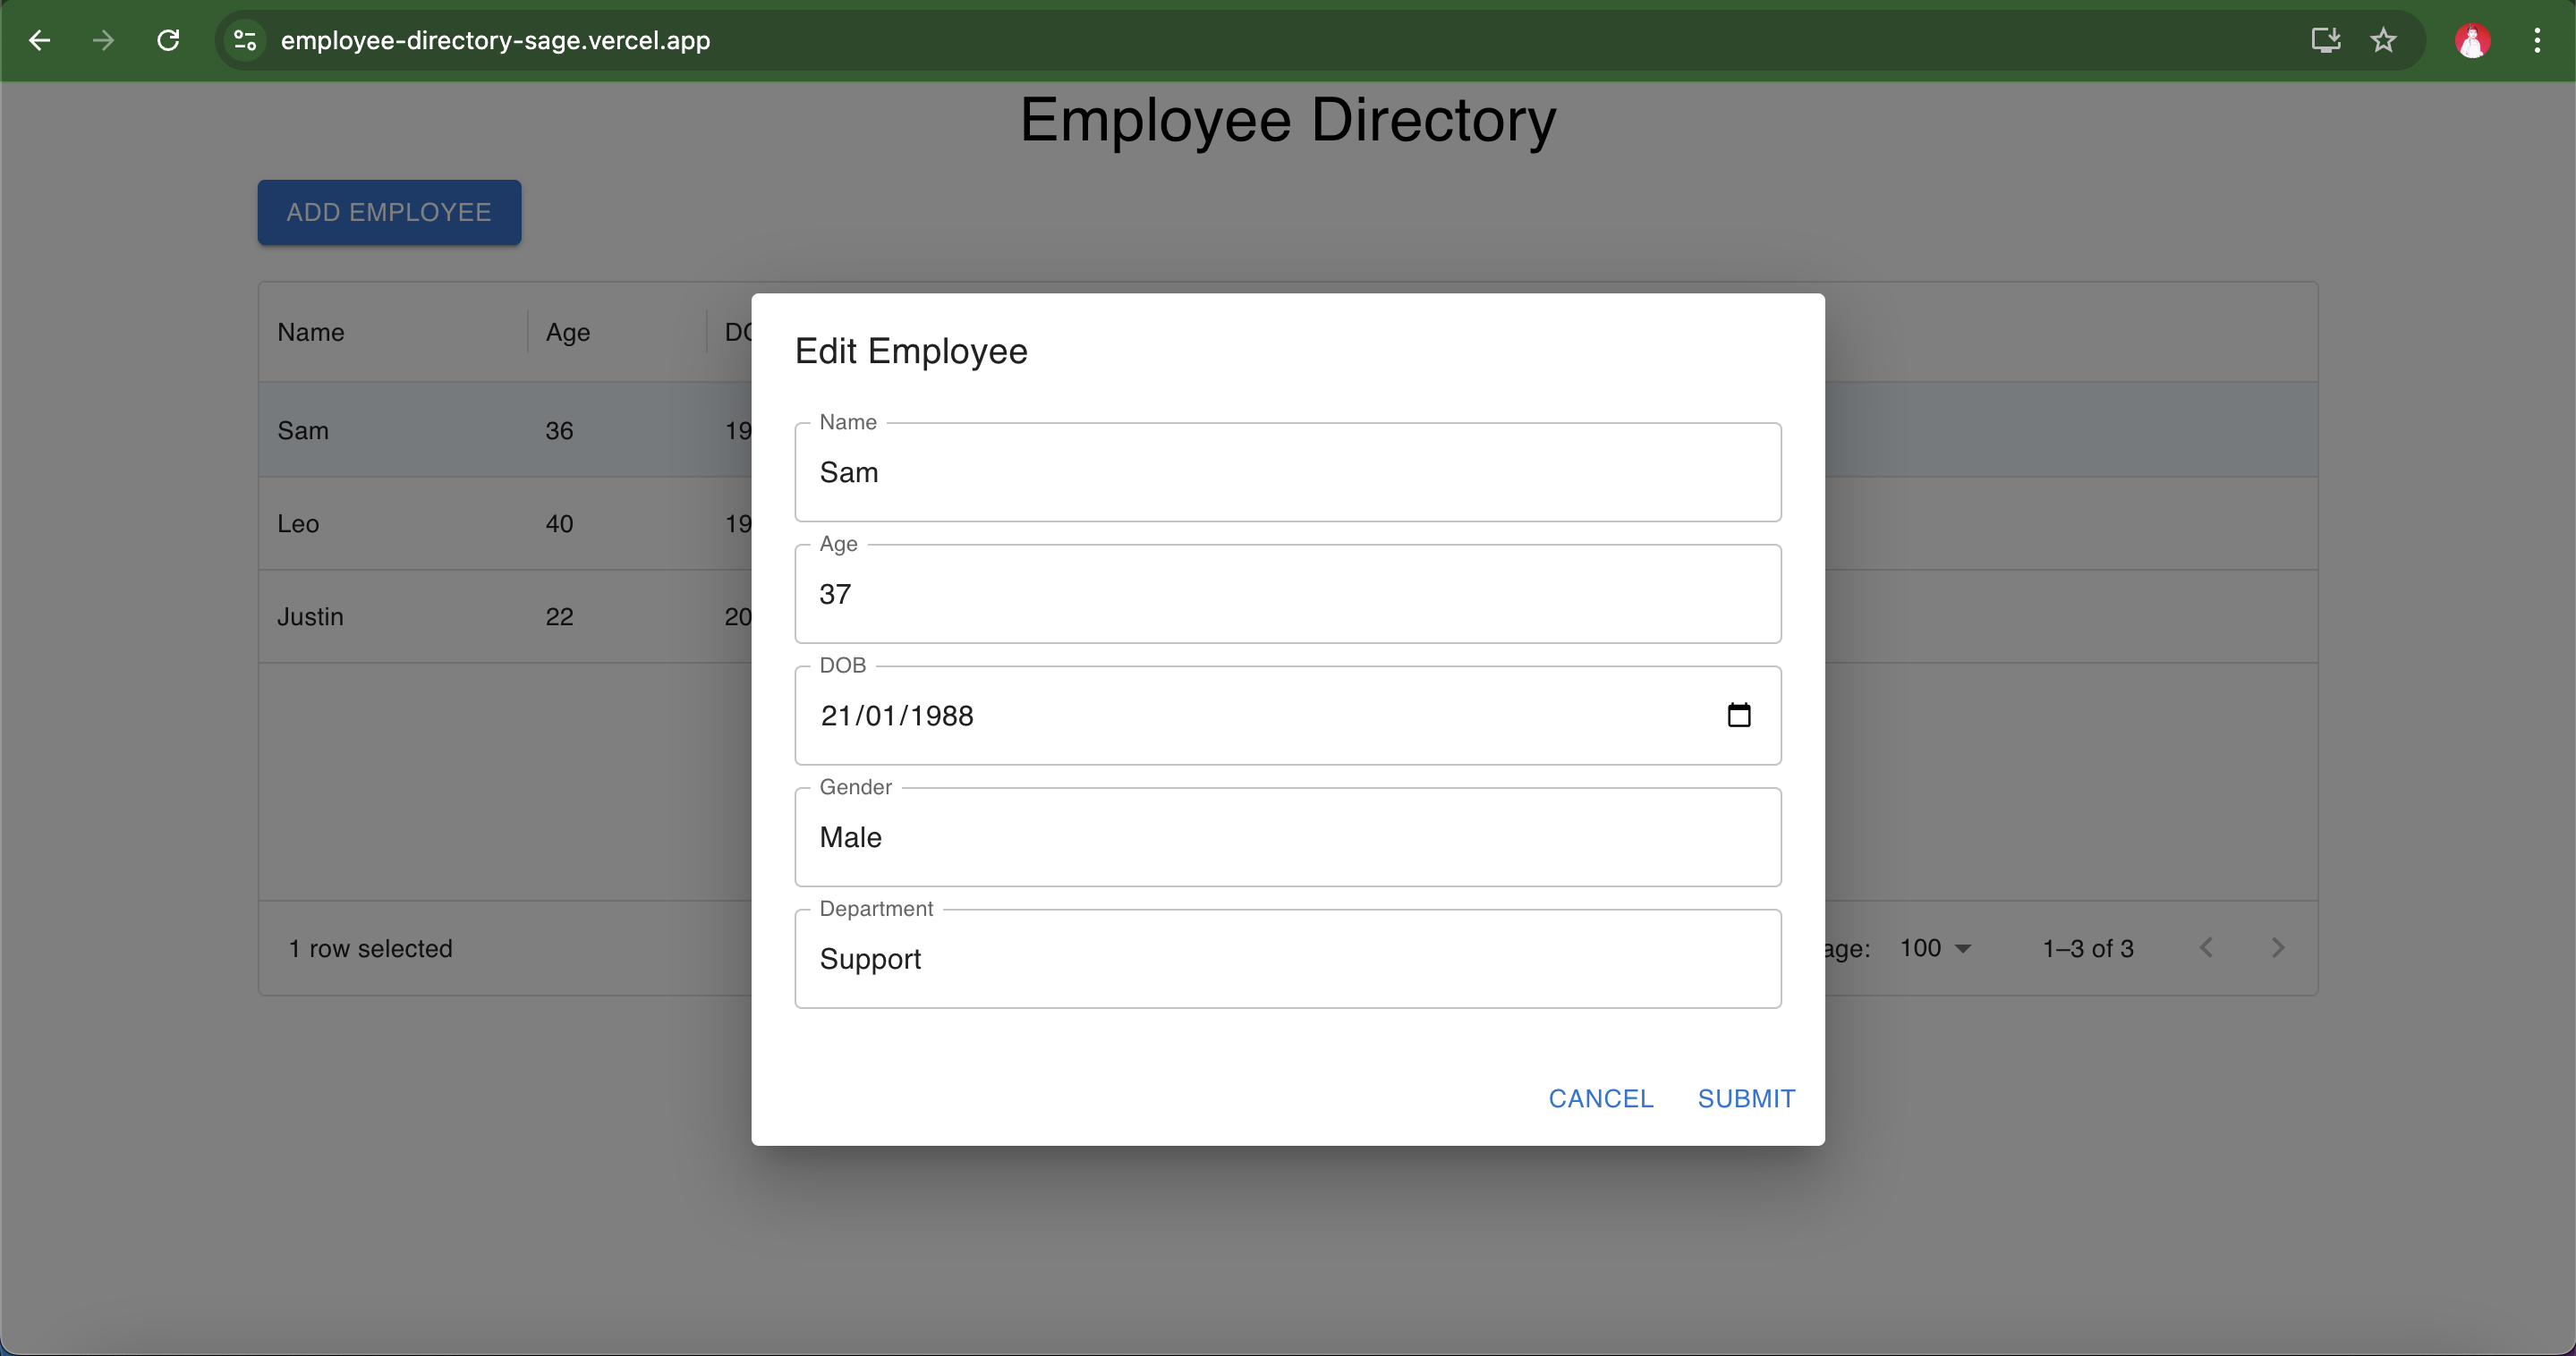 employee-directory-sage.vercel.app
Employee Directory
ADD EMPLOYEE
Name Age
Sam 36 19
Leo 40 19
Justin 22 20
1 row selected
100 1–3 of 3
Edit Employee
Name
Sam
Age
37
DOB
21/01/1988
Gender
Male
Department
Support
CANCEL SUBMIT